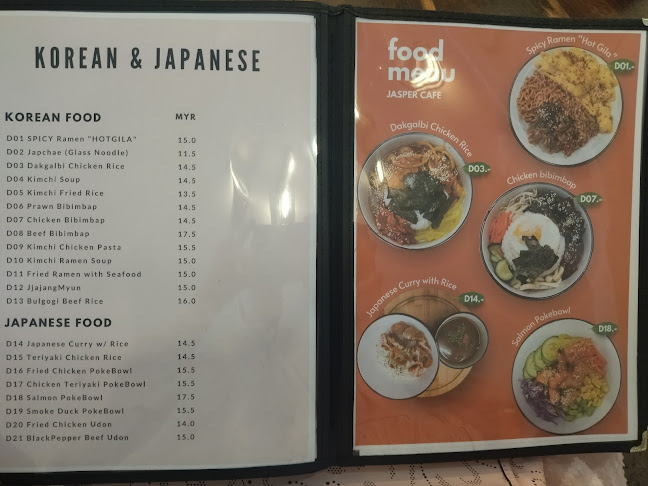 KOREAN & JAPANESE
KOREAN FOOD MYR
D01 SPICY Ramen "HOTGILA" 15.0
D02 Japchae (Glass Noodle) 11.5
D03 Dakgalbi Chicken Rice 14.5
D04 Kimchi Soup 14.5
D05 Kimchi Fried Rice 13.5
D06 Prawn Bibimbap 14.5
D07 Chicken Bibimbap 14.5
D08 Beef Bibimbap 17.5
D09 Kimchi Chicken Pasta 15.5
D10 Kimchi Ramen Soup 15.0
D11 Fried Ramen with Seafood 15.0
D12 JjajangMyun 15.0
D13 Bulgogi Beef Rice 16.0
JAPANESE FOOD
D14 Japanese Curry w/ Rice 14.5
D15 Teriyaki Chicken Rice 14.5
D16 Fried Chicken PokeBowl 15.5
D17 Chicken Teriyaki PokeBowl 15.5
D18 Salmon PokeBowl 17.5
D19 Smoke Duck PokeBowl 15.5
D20 Fried Chicken Udon 14.0
D21 BlackPepper Beef Udon 15.0
food
menu
JASPER CAFE
Spicy Ramen "Hot Gila"
D01.-
Dakgalbi Chicken Rice
D03.-
Chicken bibimbap
D07.-
Japanese Curry with Rice
D14.-
Salmon Pokebowl
D18.-